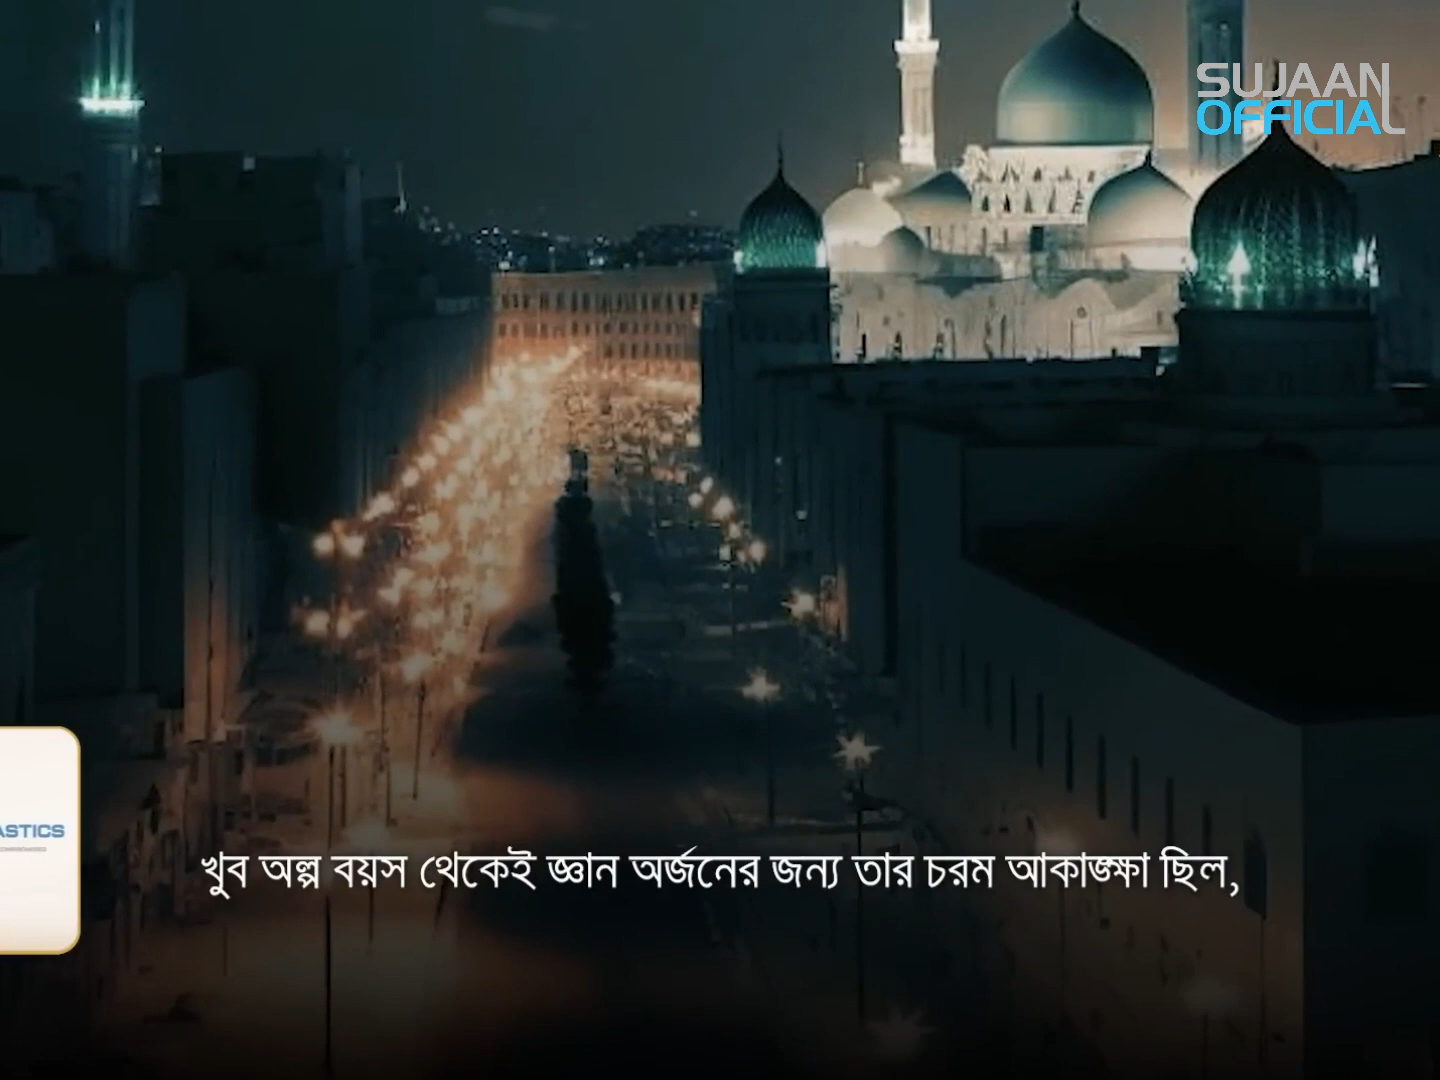 SUJAAN
OFFICIAL
ASTICS
খুব অল্প বয়স থেকেই জ্ঞান অর্জনের জন্য তার চরম আকাঙ্ক্ষা ছিল,